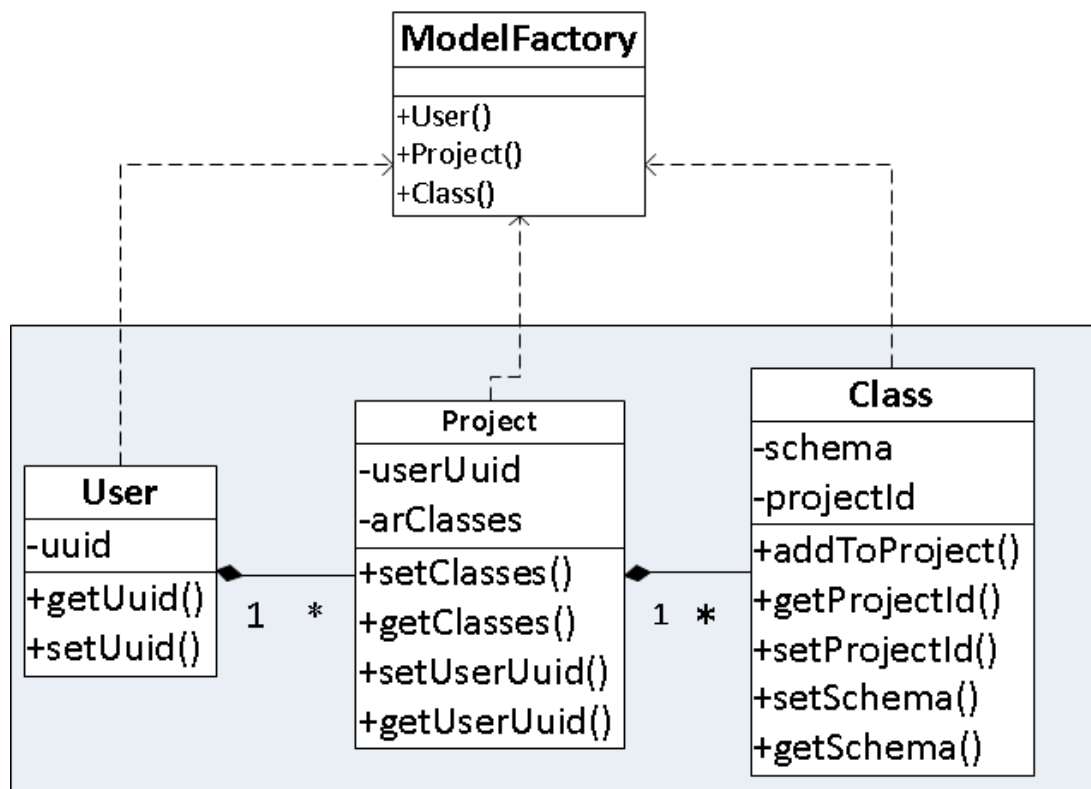 ModelFactory
+User()
+Project()
+Class()
User
-uuid
+getUuid()
+setUuid()
1 *
Project
-userUuid
-arClasses
+setClasses()
+getClasses()
+setUserUuid()
+getUserUuid()
1 *
Class
-schema
-projectId
+addToProject()
+getProjectId()
+setProjectId()
+setSchema()
+getSchema()